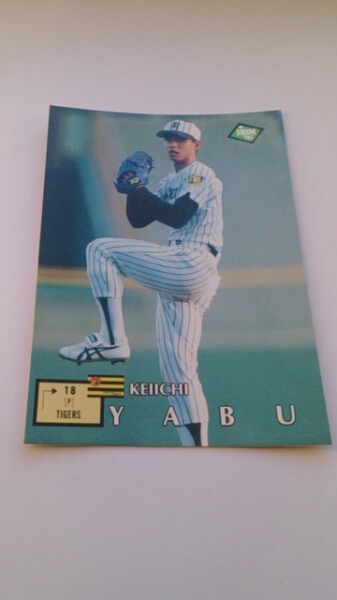 18
[P]
TIGERS
KEIICHI
YABU